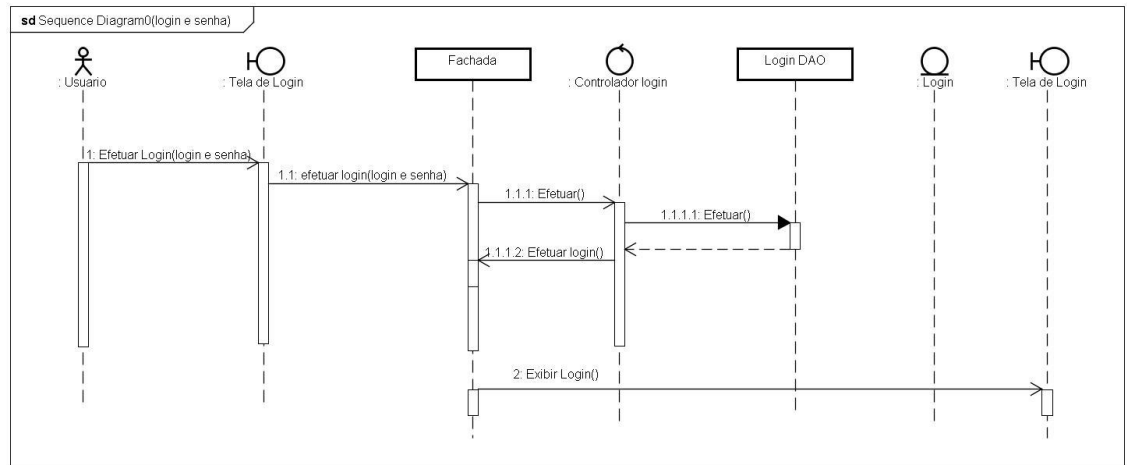 sd Sequence Diagram0(login e senha)
: Usuario
: Tela de Login
Fachada
: Controlador login
Login DAO
: Login
: Tela de Login
1: Efetuar Login(login e senha)
1.1: efetuar login(login e senha)
1.1.1: Efetuar()
1.1.1.1: Efetuar()
1.1.1.2: Efetuar login()
2: Exibir Login()